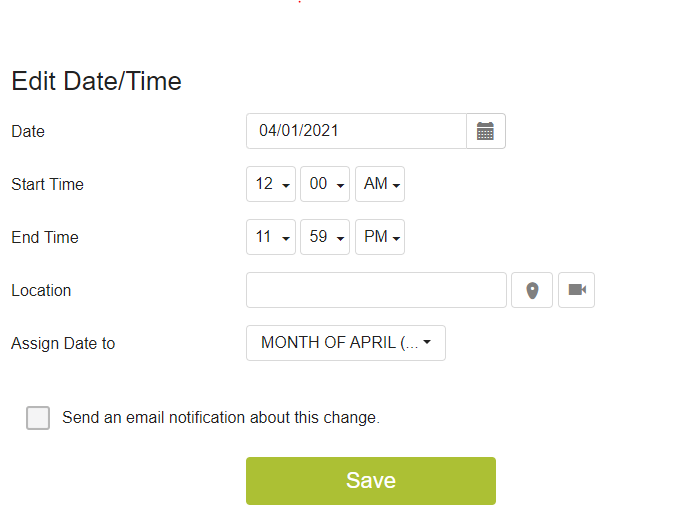 Edit Date/Time
Date 04/01/2021
Start Time 12 00 AM
End Time 11 59 PM
Location
Assign Date to MONTH OF APRIL (...
Send an email notification about this change.
Save